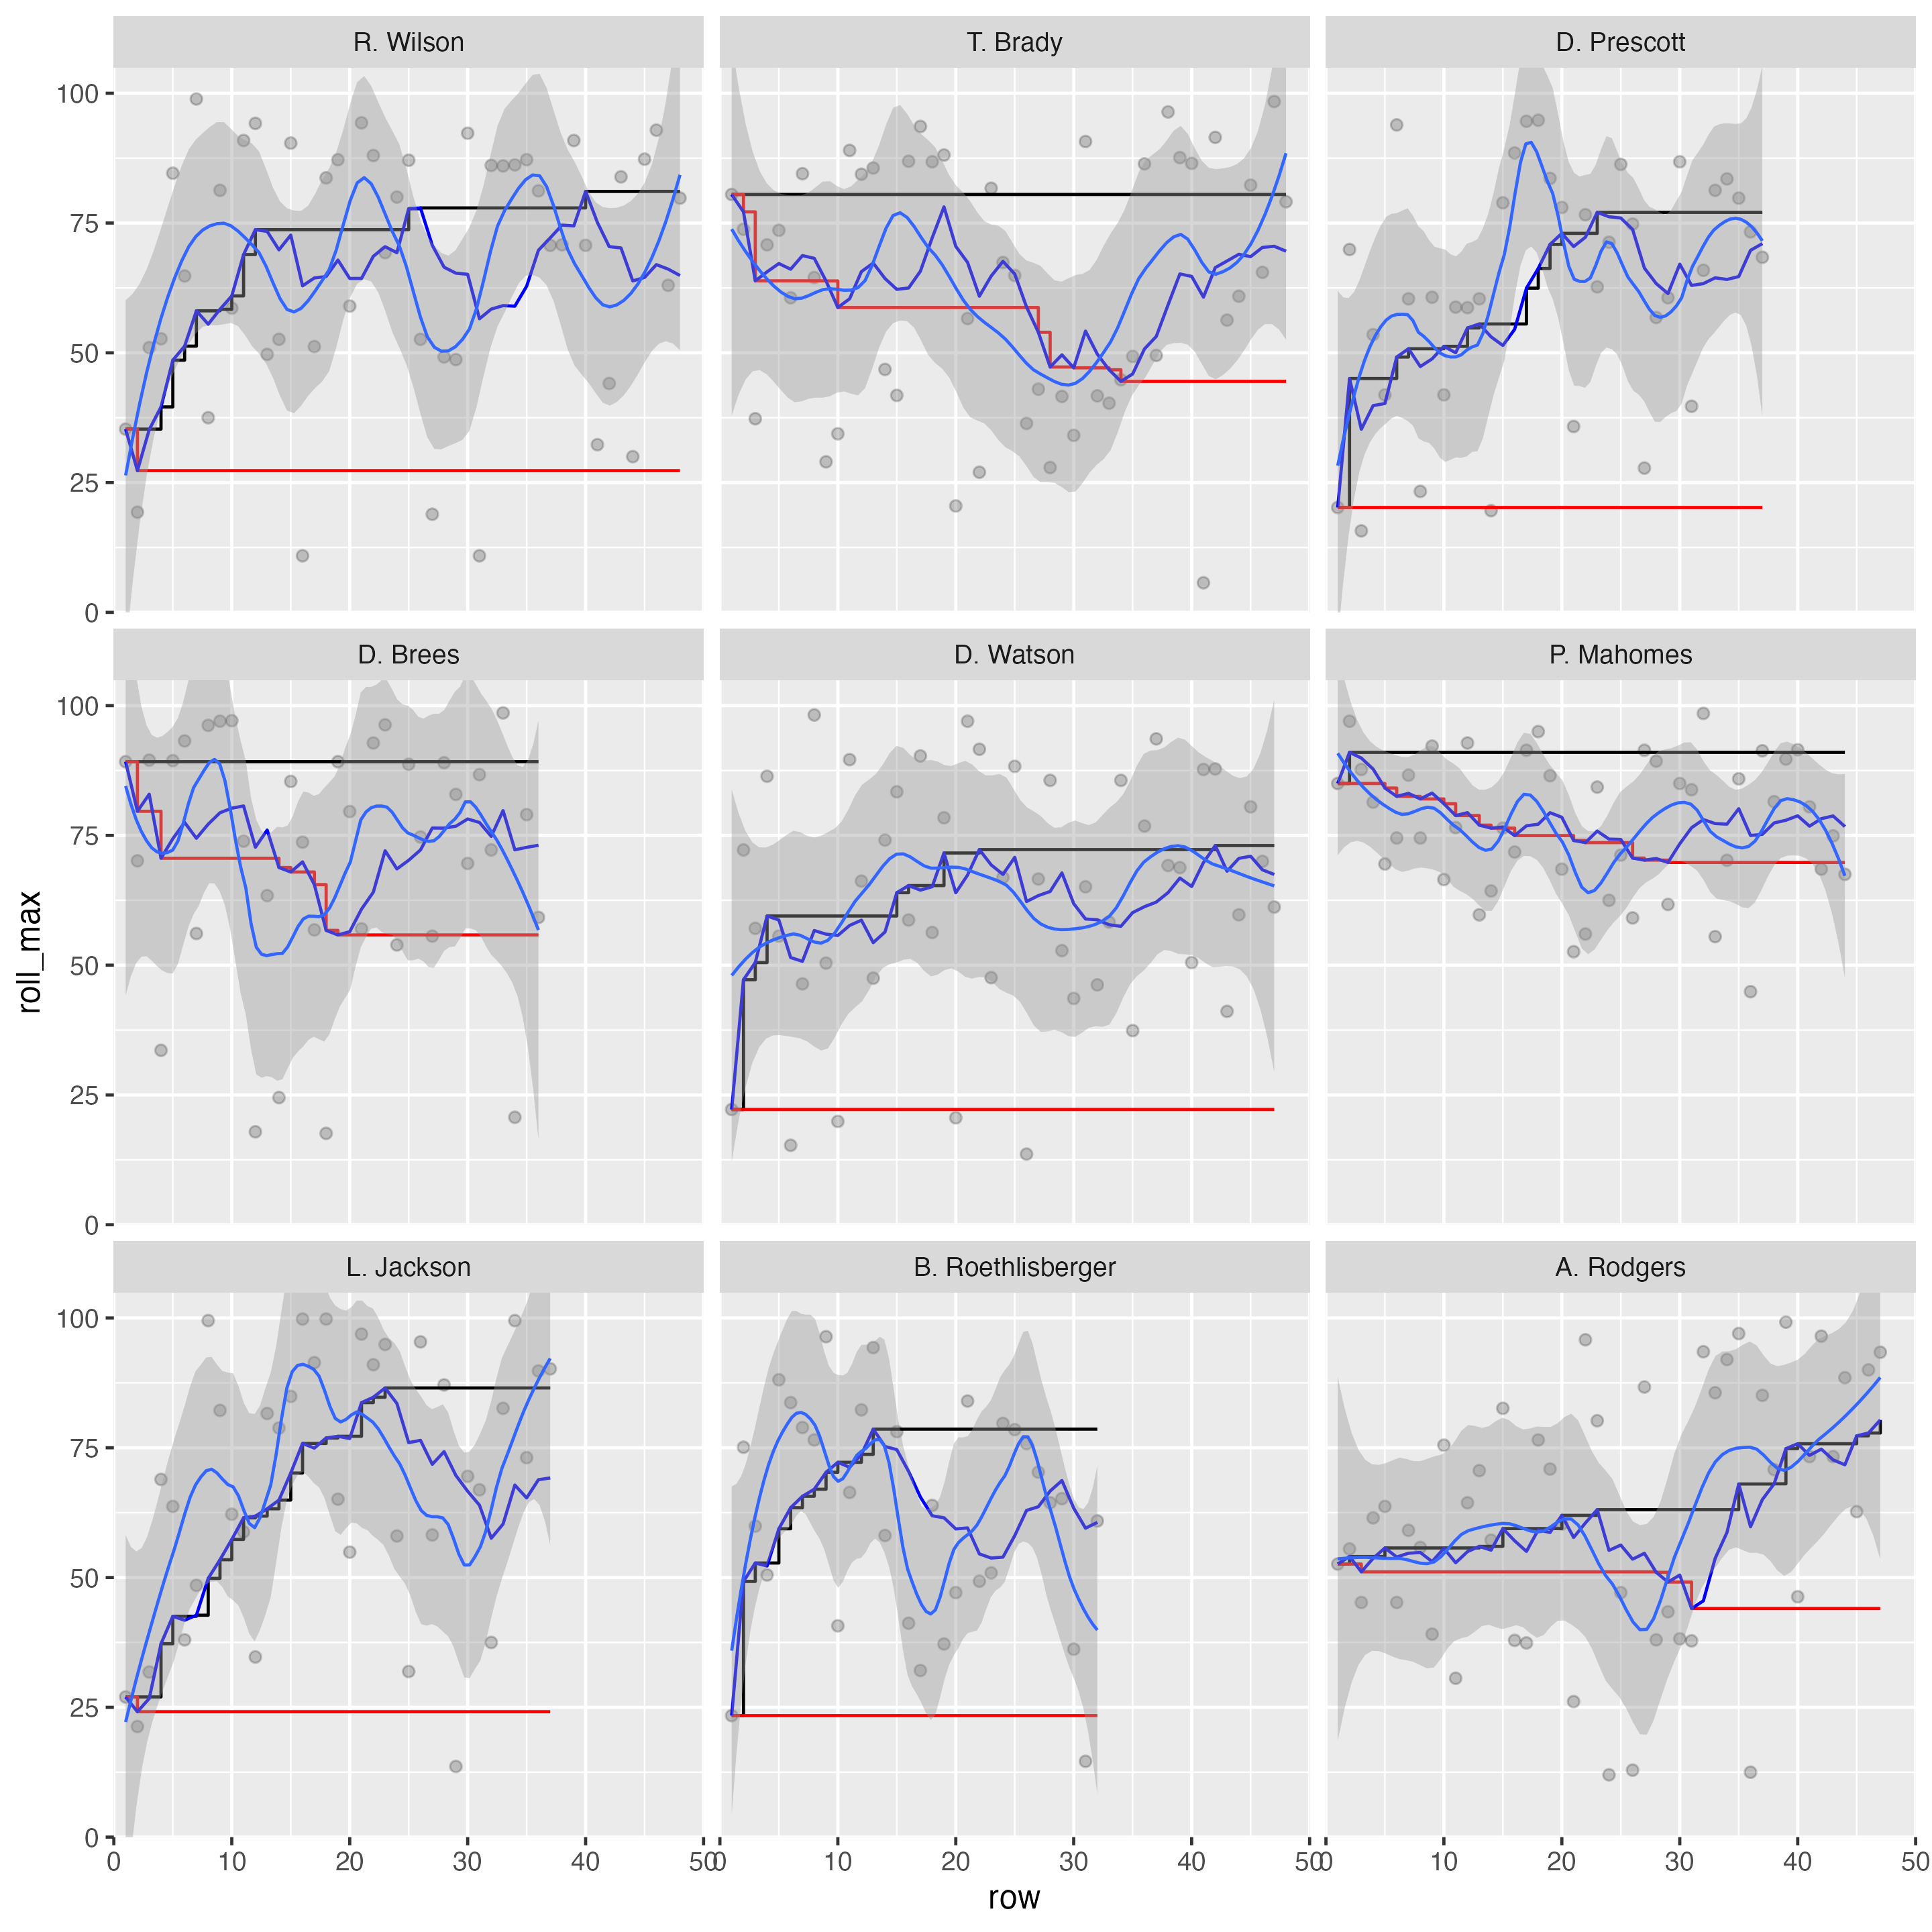 R. Wilson
T. Brady
D. Prescott
100
75
50
25
0
D. Brees
D. Watson
P. Mahomes
100
75
50
25
0
L. Jackson
B. Roethlisberger
A. Rodgers
100
75
50
25
0
0 10 20 30 40 50 0 10 20 30 40 50 0 10 20 30 40 50
row
roll_max